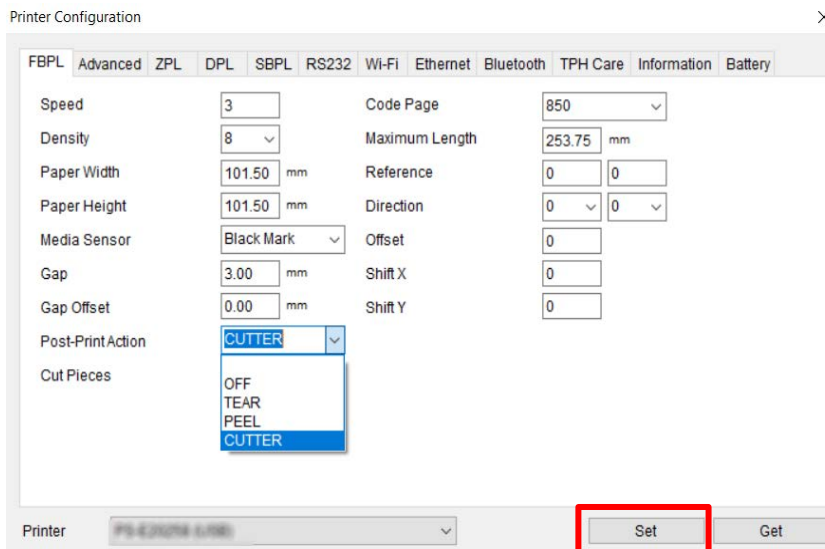 Printer Configuration
FBPL Advanced ZPL DPL SBPL RS232 Wi-Fi Ethernet Bluetooth TPH Care Information Battery
Speed 3 Code Page 850
Density 8 Maximum Length 253.75 mm
Paper Width 101.50 mm Reference 0 0
Paper Height 101.50 mm Direction 0 0
Media Sensor Black Mark Offset 0
Gap 3.00 mm Shift X 0
Gap Offset 0.00 mm Shift Y 0
Post-Print Action CUTTER
Cut Pieces
OFF
TEAR
PEEL
CUTTER
Printer Set Get